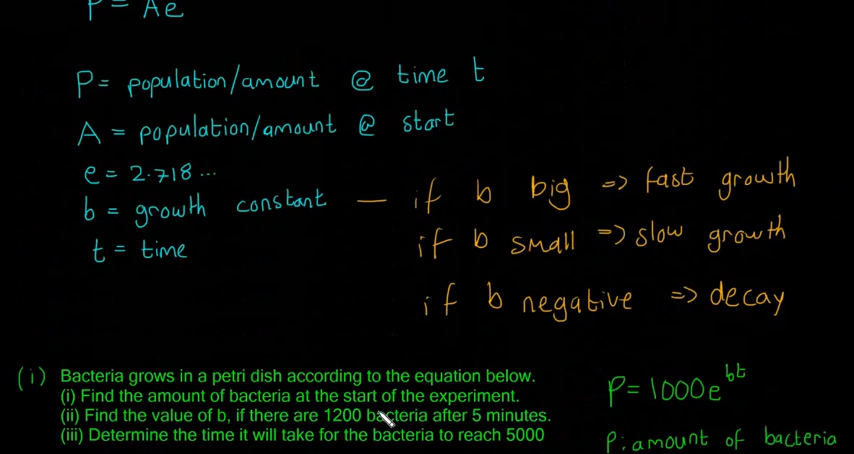 P = Ae
P = population/amount @ time t
A = population/amount @ start
e = 2.718...
b = growth constant — if b big => fast growth
if b small => slow growth
t = time
if b negative => decay
(i) Bacteria grows in a petri dish according to the equation below.
(i) Find the amount of bacteria at the start of the experiment.
(ii) Find the value of b, if there are 1200 bacteria after 5 minutes.
(iii) Determine the time it will take for the bacteria to reach 5000
P=1000e^bt
P: amount of bacteria